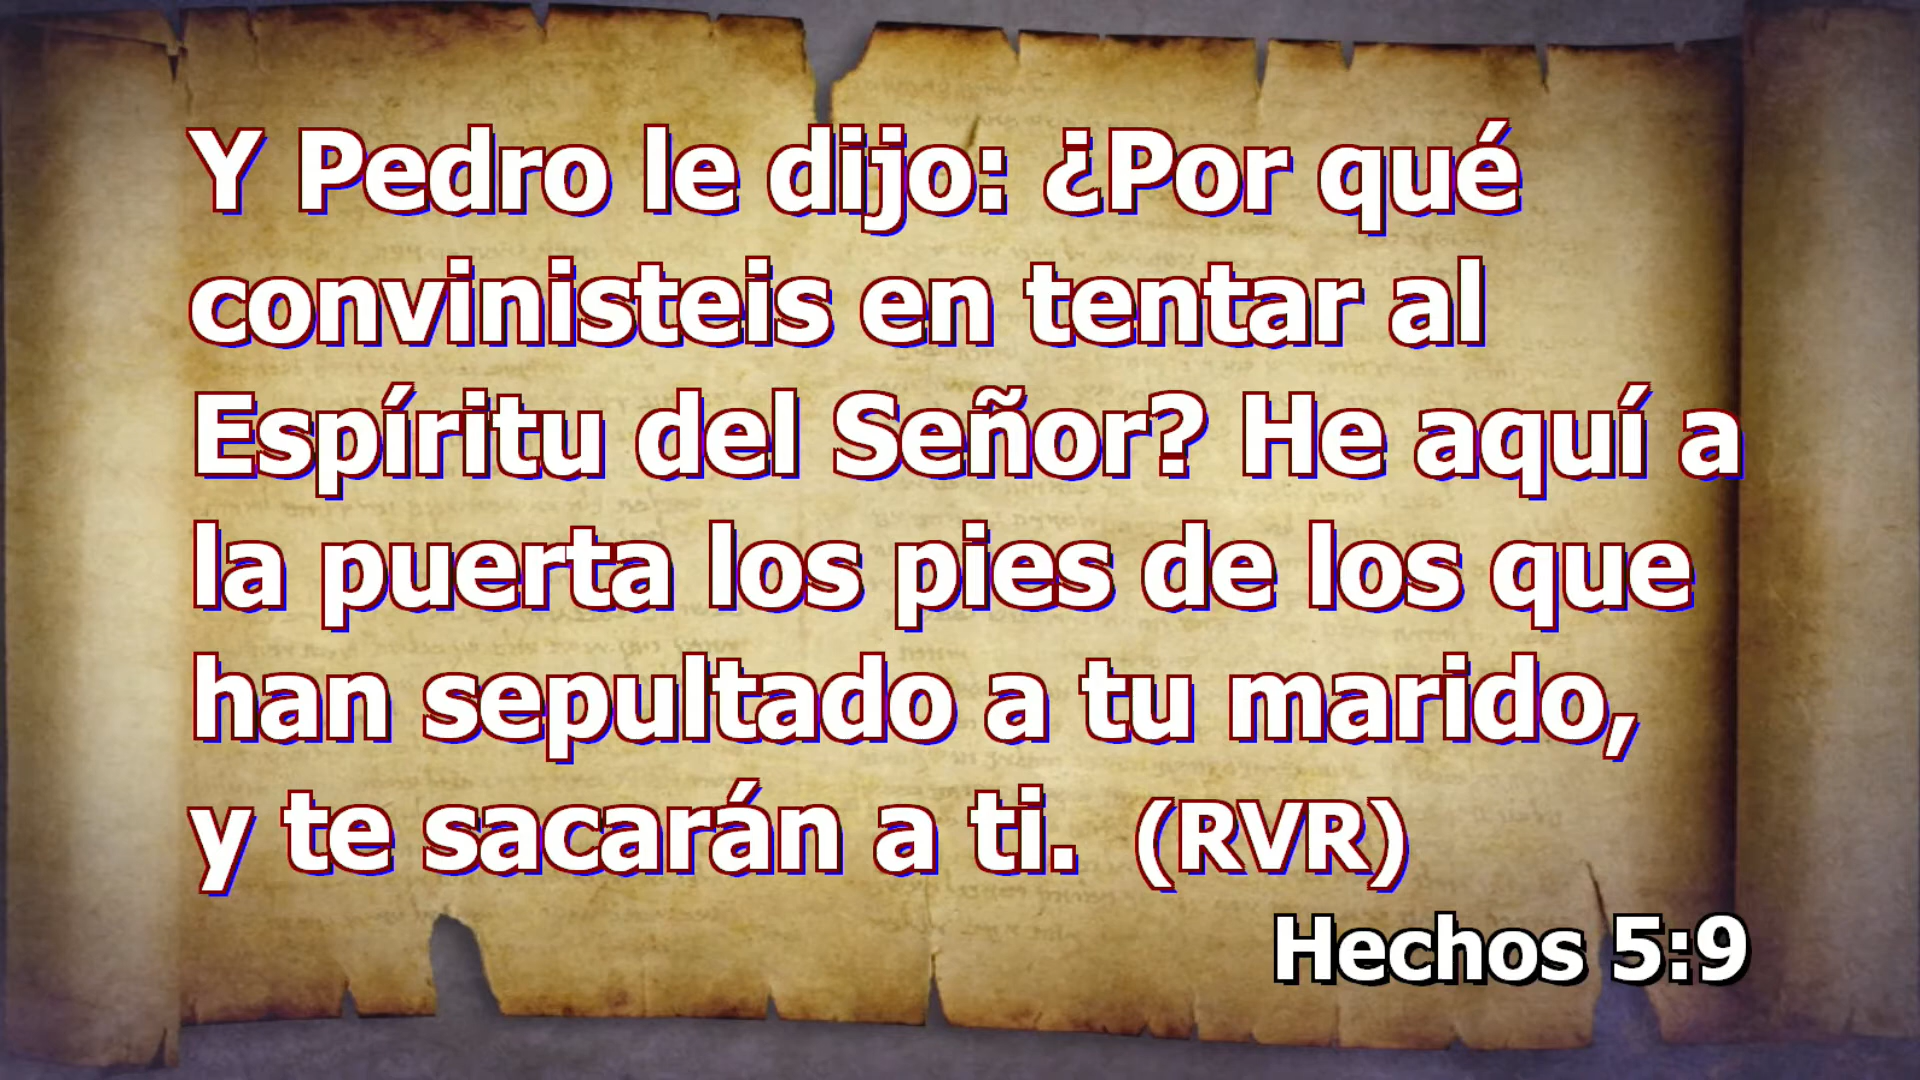 Y Pedro le dijo: ¿Por qué
convinisteis en tentar al
Espíritu del Señor? He aquí a
la puerta los pies de los que
han sepultado a tu marido,
y te sacarán a ti. (RVR)
Hechos 5:9